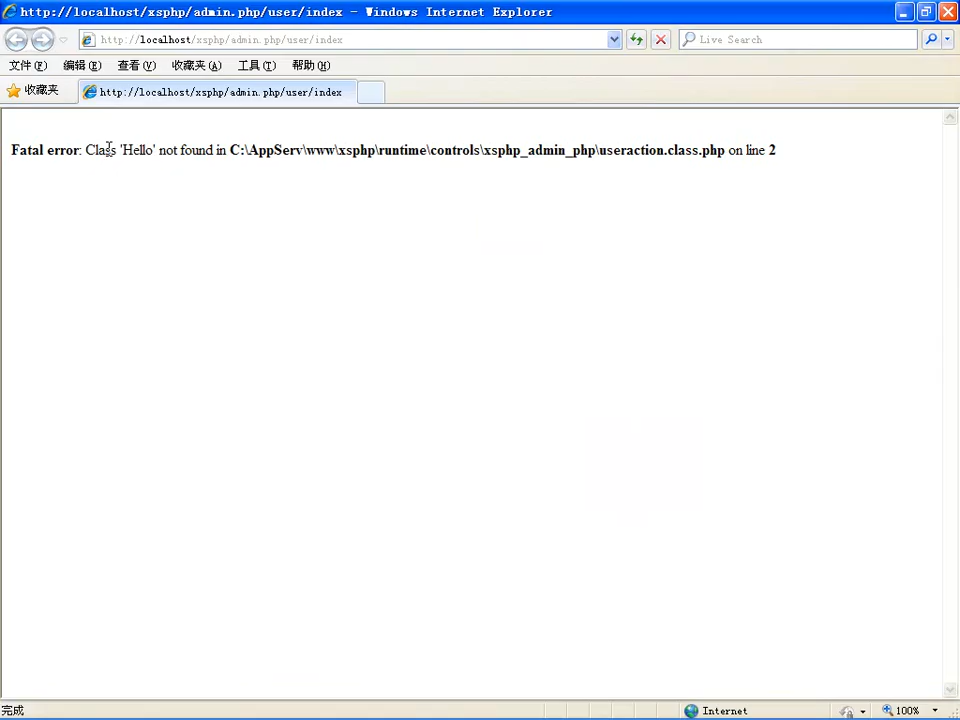 http://localhost/xsphp/admin.php/user/index - Windows Internet Explorer
http://localhost/xsphp/admin.php/user/index
Live Search
文件(F) 编辑(E) 查看(V) 收藏夹(A) 工具(T) 帮助(H)
收藏夹
http://localhost/xsphp/admin.php/user/index
Fatal error: Class 'Hello' not found in C:\AppServ\www\xsphp\runtime\controls\xsphp_admin_php\useraction.class.php on line 2
完成
Internet
100%